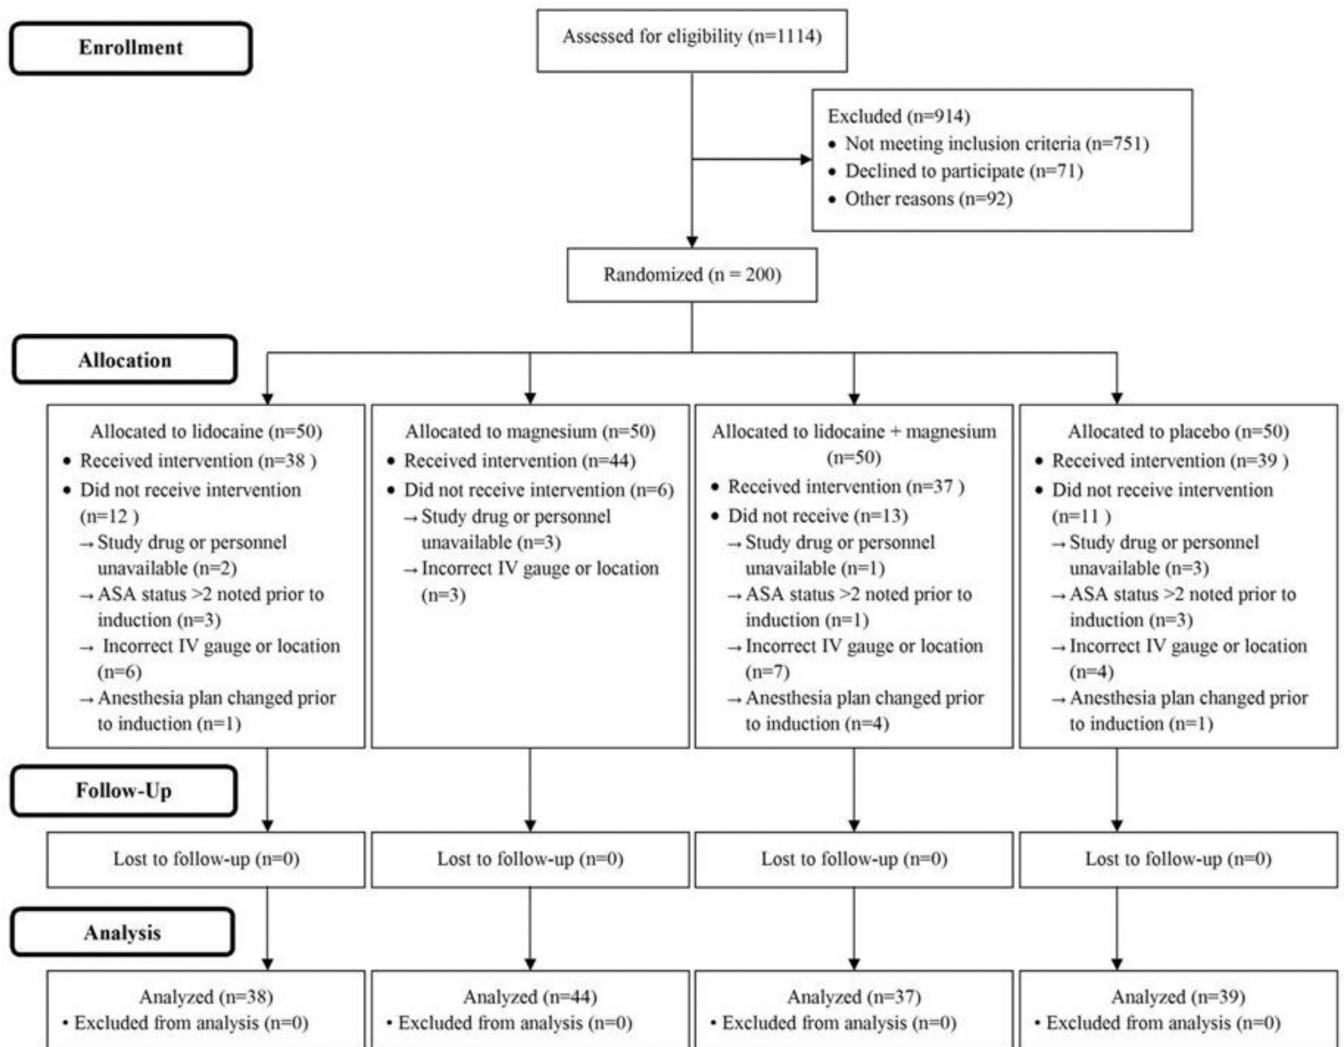 Enrollment
Assessed for eligibility (n=1114)
Excluded (n=914)
• Not meeting inclusion criteria (n=751)
• Declined to participate (n=71)
• Other reasons (n=92)
Randomized (n = 200)
Allocation
Allocated to lidocaine (n=50)
• Received intervention (n=38 )
• Did not receive intervention
(n=12 )
→ Study drug or personnel
unavailable (n=2)
→ ASA status >2 noted prior to
induction (n=3)
→ Incorrect IV gauge or location
(n=6)
→ Anesthesia plan changed prior
to induction (n=1)
Allocated to magnesium (n=50)
• Received intervention (n=44)
• Did not receive intervention (n=6)
→ Study drug or personnel
unavailable (n=3)
→ Incorrect IV gauge or location
(n=3)
Allocated to lidocaine + magnesium
(n=50)
• Received intervention (n=37 )
• Did not receive (n=13)
→ Study drug or personnel
unavailable (n=1)
→ ASA status >2 noted prior to
induction (n=1)
→ Incorrect IV gauge or location
(n=7)
→ Anesthesia plan changed prior
to induction (n=4)
Allocated to placebo (n=50)
• Received intervention (n=39 )
• Did not receive intervention
(n=11 )
→ Study drug or personnel
unavailable (n=3)
→ ASA status >2 noted prior to
induction (n=3)
→ Incorrect IV gauge or location
(n=4)
→ Anesthesia plan changed prior
to induction (n=1)
Follow-Up
Lost to follow-up (n=0)
Lost to follow-up (n=0)
Lost to follow-up (n=0)
Lost to follow-up (n=0)
Analysis
Analyzed (n=38)
• Excluded from analysis (n=0)
Analyzed (n=44)
• Excluded from analysis (n=0)
Analyzed (n=37)
• Excluded from analysis (n=0)
Analyzed (n=39)
• Excluded from analysis (n=0)